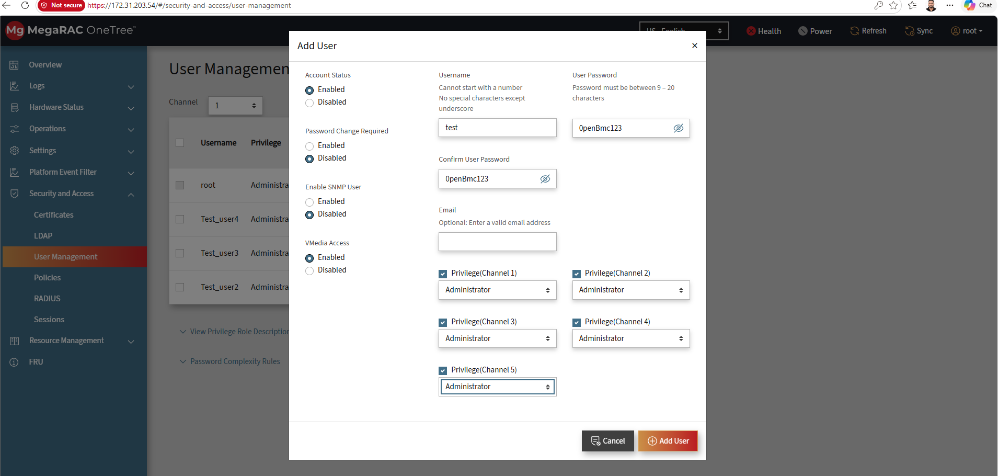 Not secure
https://172.31.203.54/#/security-and-access/user-management
Chat
Mg MegaRAC OneTree™
US - English
Health
Power
Refresh
Sync
root
Overview
Logs
Hardware Status
Operations
Settings
Platform Event Filter
Security and Access
Certificates
LDAP
User Management
Policies
RADIUS
Sessions
Resource Management
FRU
User Managemen
Channel
1
Username Privilege
root Administra
Test_user4 Administra
Test_user3 Administra
Test_user2 Administra
View Privilege Role Description
Password Complexity Rules
Add User
×
Account Status
Enabled
Disabled
Password Change Required
Enabled
Disabled
Enable SNMP User
Enabled
Disabled
VMedia Access
Enabled
Disabled
Username
Cannot start with a number
No special characters except
underscore
test
User Password
Password must be between 9 – 20
characters
0penBmc123
Confirm User Password
0penBmc123
Email
Optional: Enter a valid email address
Privilege(Channel 1)
Administrator
Privilege(Channel 2)
Administrator
Privilege(Channel 3)
Administrator
Privilege(Channel 4)
Administrator
Privilege(Channel 5)
Administrator
Cancel
Add User